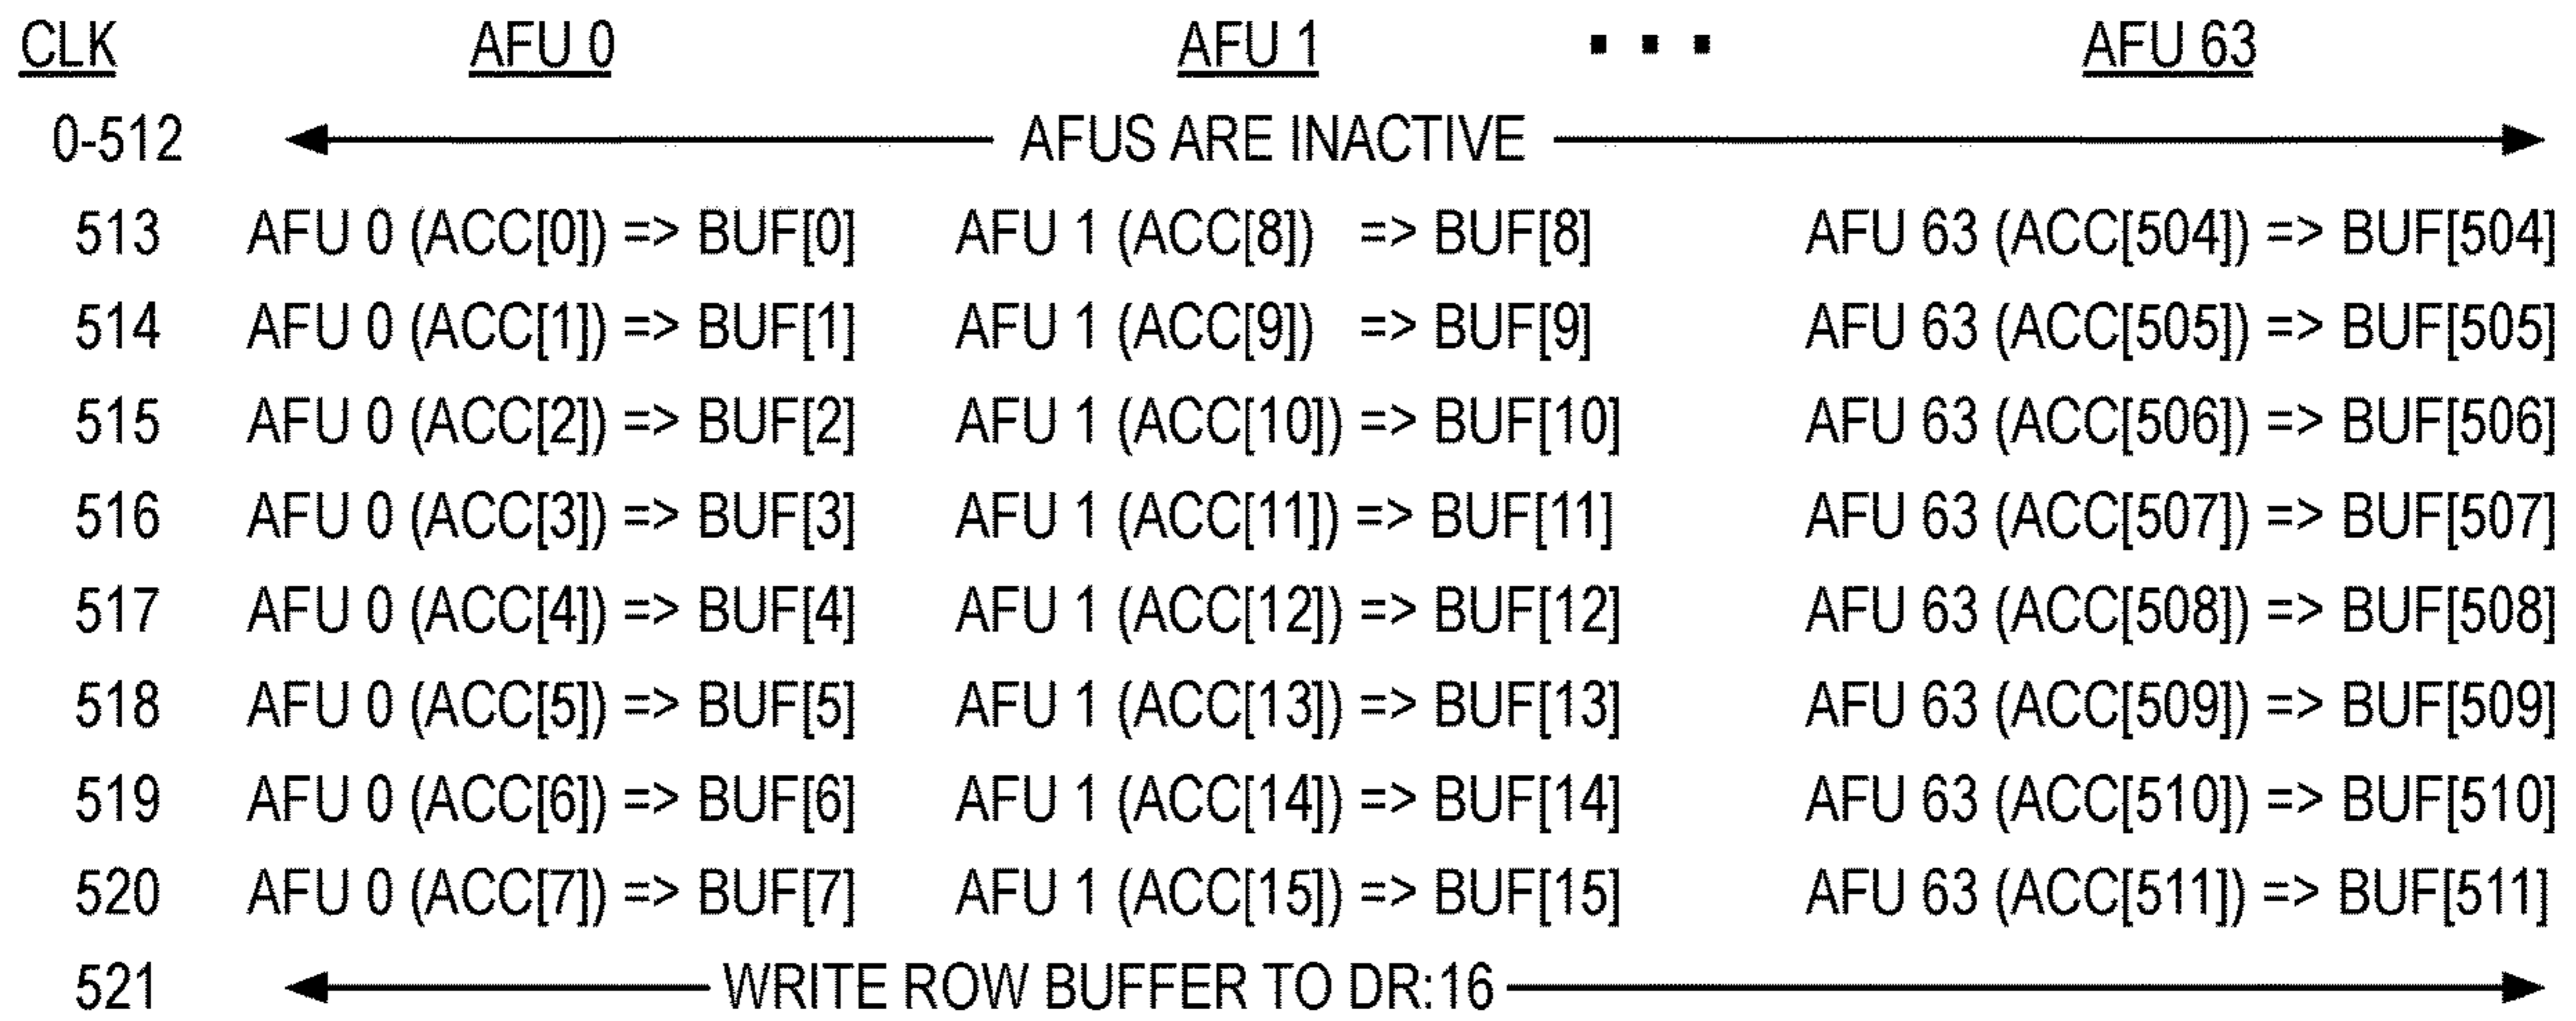 CLK AFU 0 AFU 1 ... AFU 63
0-512 AFUS ARE INACTIVE
513 AFU 0 (ACC[0]) => BUF[0] AFU 1 (ACC[8]) => BUF[8] AFU 63 (ACC[504]) => BUF[504]
514 AFU 0 (ACC[1]) => BUF[1] AFU 1 (ACC[9]) => BUF[9] AFU 63 (ACC[505]) => BUF[505]
515 AFU 0 (ACC[2]) => BUF[2] AFU 1 (ACC[10]) => BUF[10] AFU 63 (ACC[506]) => BUF[506]
516 AFU 0 (ACC[3]) => BUF[3] AFU 1 (ACC[11]) => BUF[11] AFU 63 (ACC[507]) => BUF[507]
517 AFU 0 (ACC[4]) => BUF[4] AFU 1 (ACC[12]) => BUF[12] AFU 63 (ACC[508]) => BUF[508]
518 AFU 0 (ACC[5]) => BUF[5] AFU 1 (ACC[13]) => BUF[13] AFU 63 (ACC[509]) => BUF[509]
519 AFU 0 (ACC[6]) => BUF[6] AFU 1 (ACC[14]) => BUF[14] AFU 63 (ACC[510]) => BUF[510]
520 AFU 0 (ACC[7]) => BUF[7] AFU 1 (ACC[15]) => BUF[15] AFU 63 (ACC[511]) => BUF[511]
521 WRITE ROW BUFFER TO DR:16